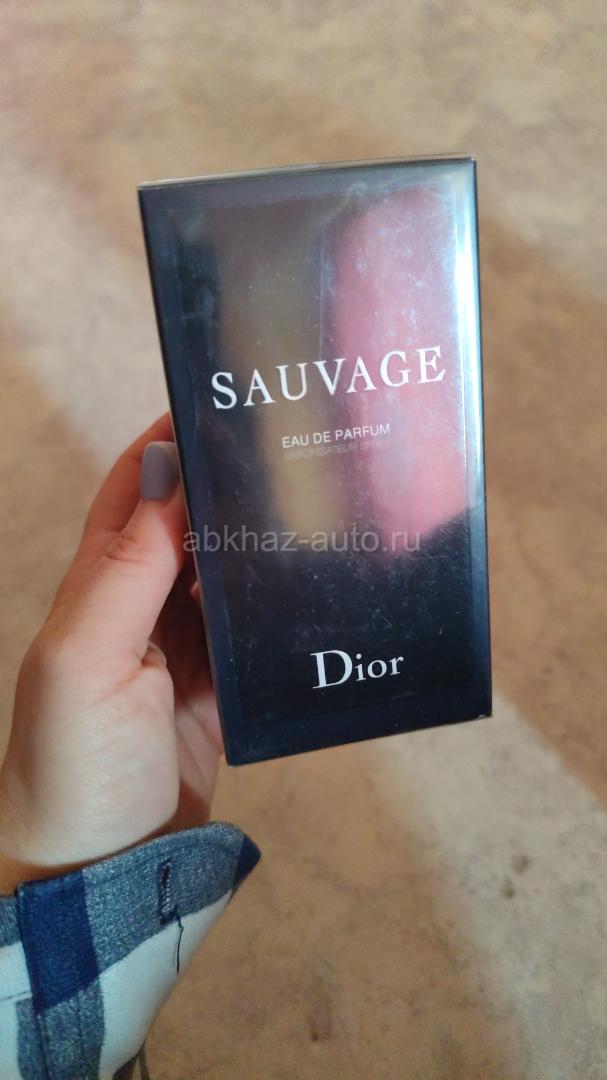 SAUVAGE
EAU DE PARFUM
VAPORISATEUR SPRAY
abkhaz-auto.ru
Dior